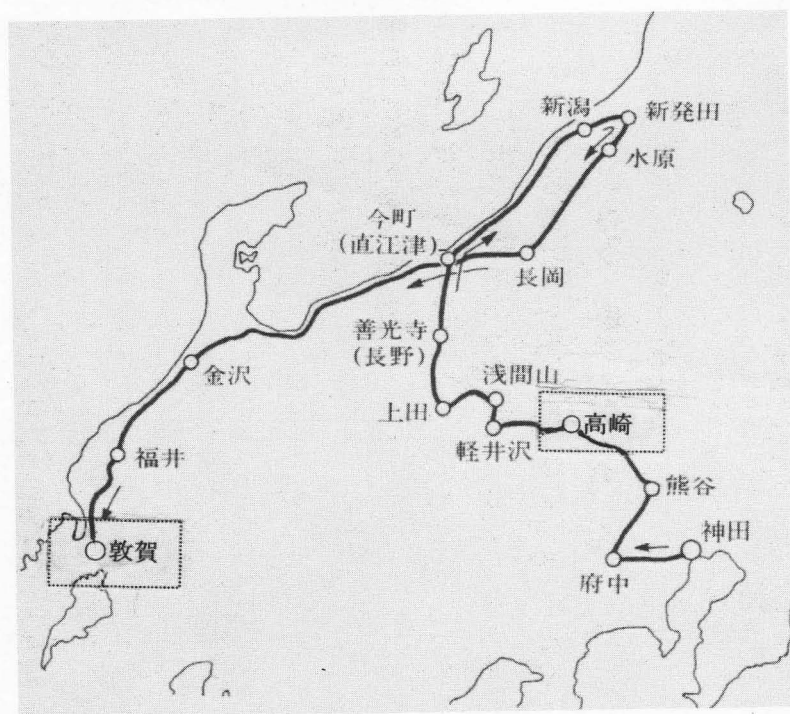 新潟
新発田
水原
今町
(直江津)
長岡
善光寺
(長野)
金沢
浅間山
上田
高崎
軽井沢
福井
熊谷
敦賀
神田
府中